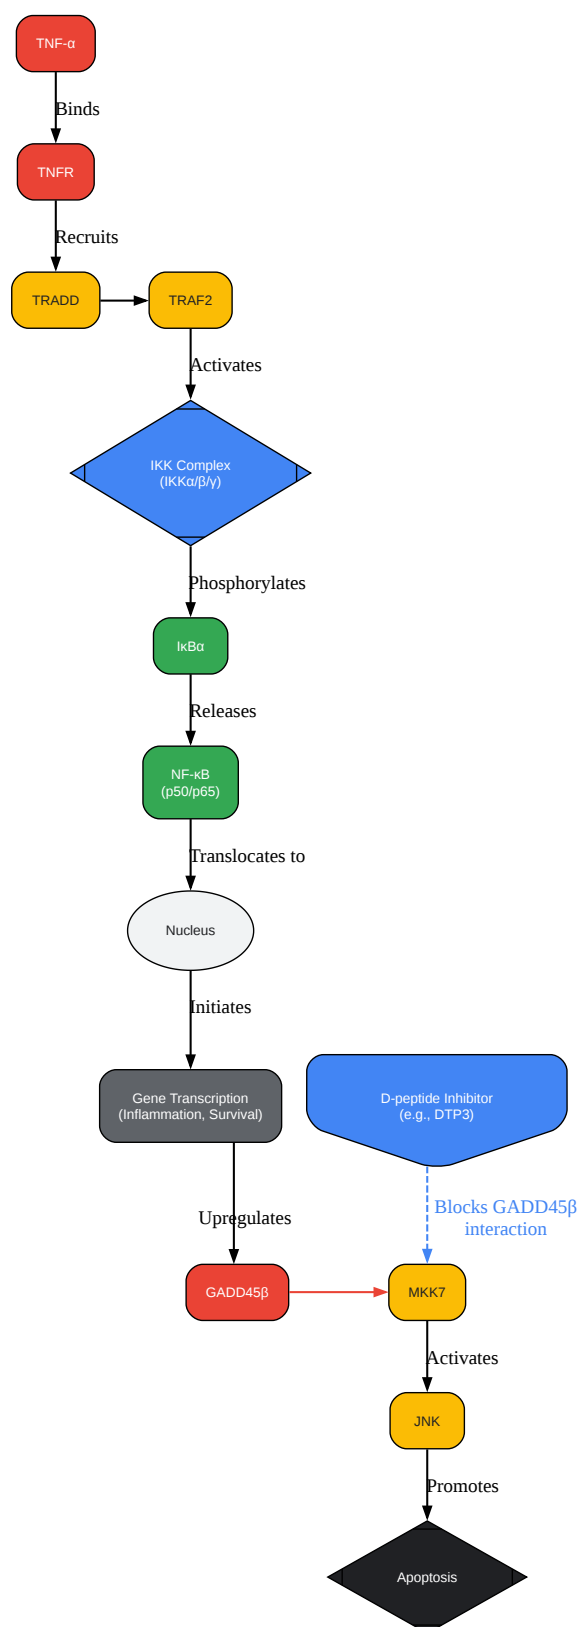 TNF-α
Binds
TNFR
Recruits
TRADD
TRAF2
Activates
IKK Complex
(IKKα/β/γ)
Phosphorylates
IκBα
Releases
NF-κB
(p50/p65)
Translocates to
Nucleus
Initiates
Gene Transcription
(Inflammation, Survival)
D-peptide Inhibitor
(e.g., DTP3)
Upregulates
Blocks GADD45β
interaction
GADD45β
MKK7
Activates
JNK
Promotes
Apoptosis